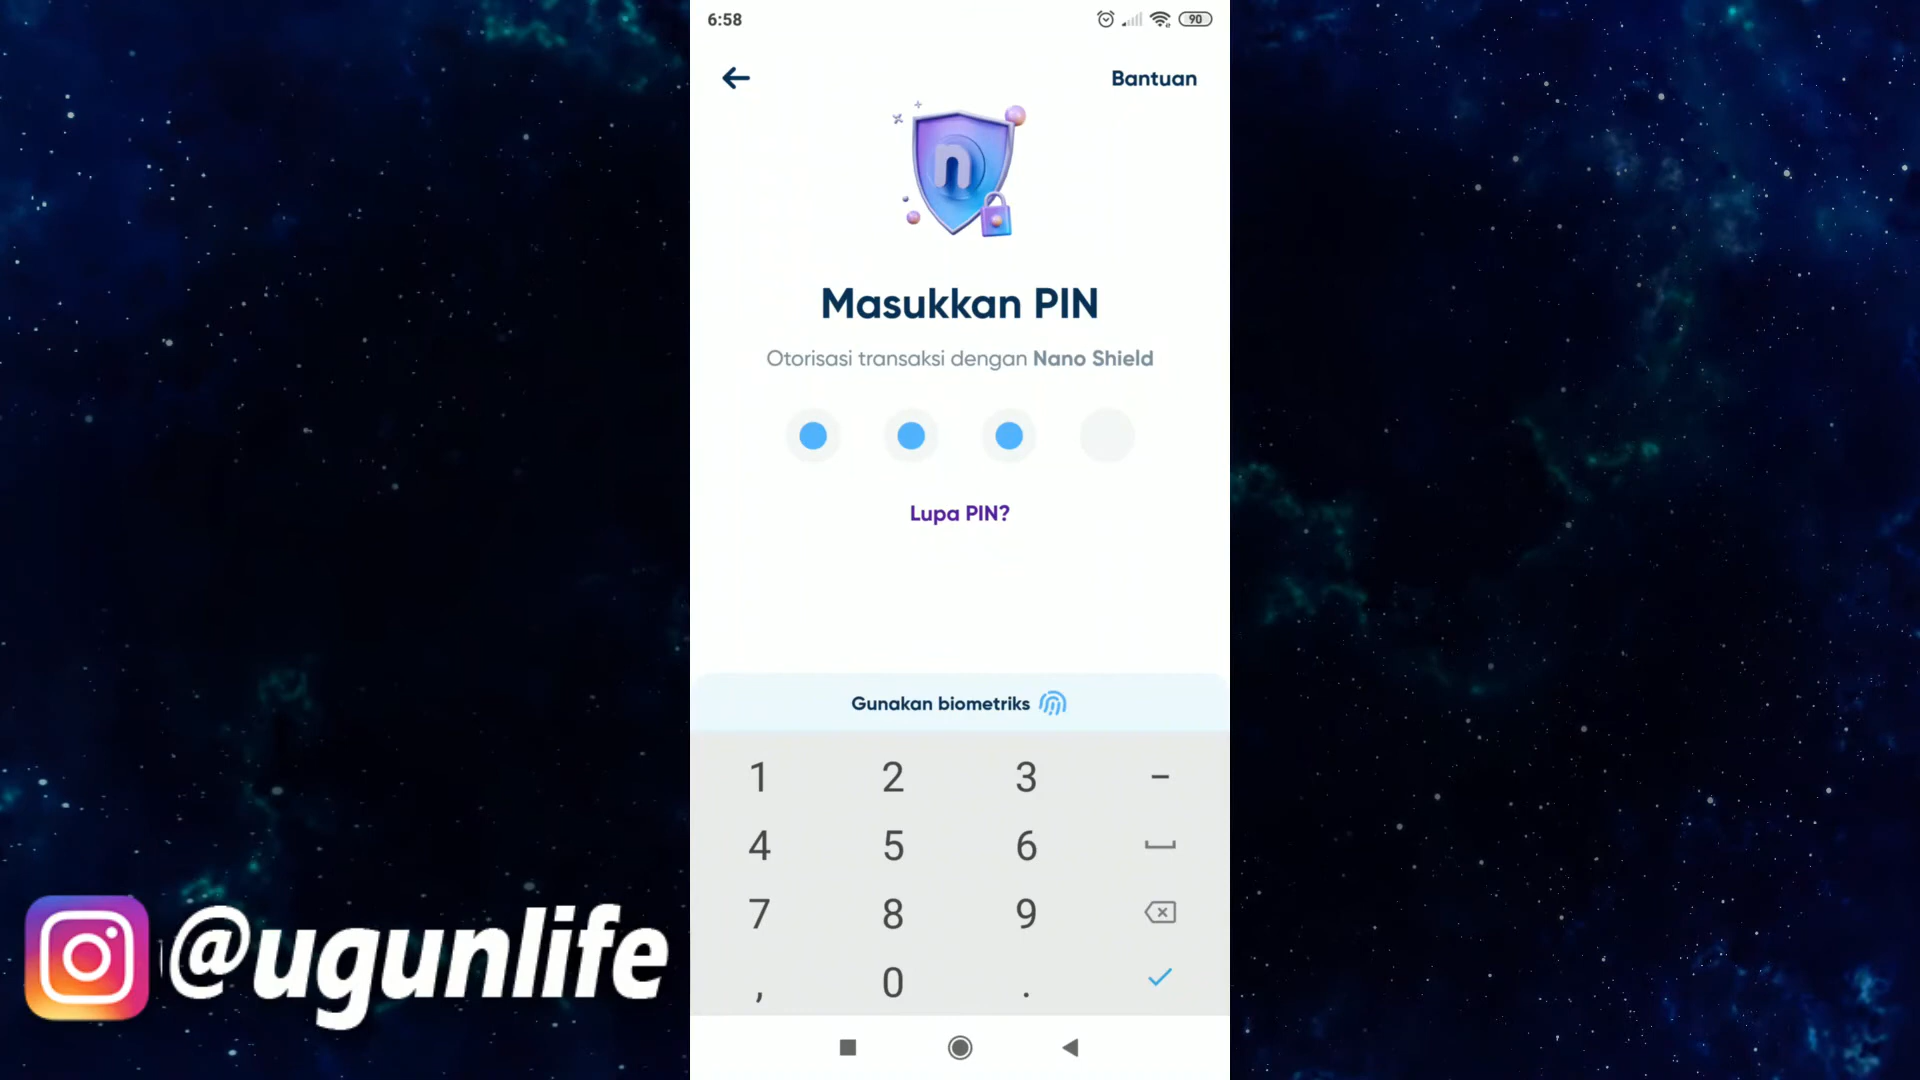 6:58
90
Bantuan
n
Masukkan PIN
Otorisasi transaksi dengan Nano Shield
Lupa PIN?
Gunakan biometriks
1 2 3 -
4 5 6
7 8 9
, 0 .
@ugunlife